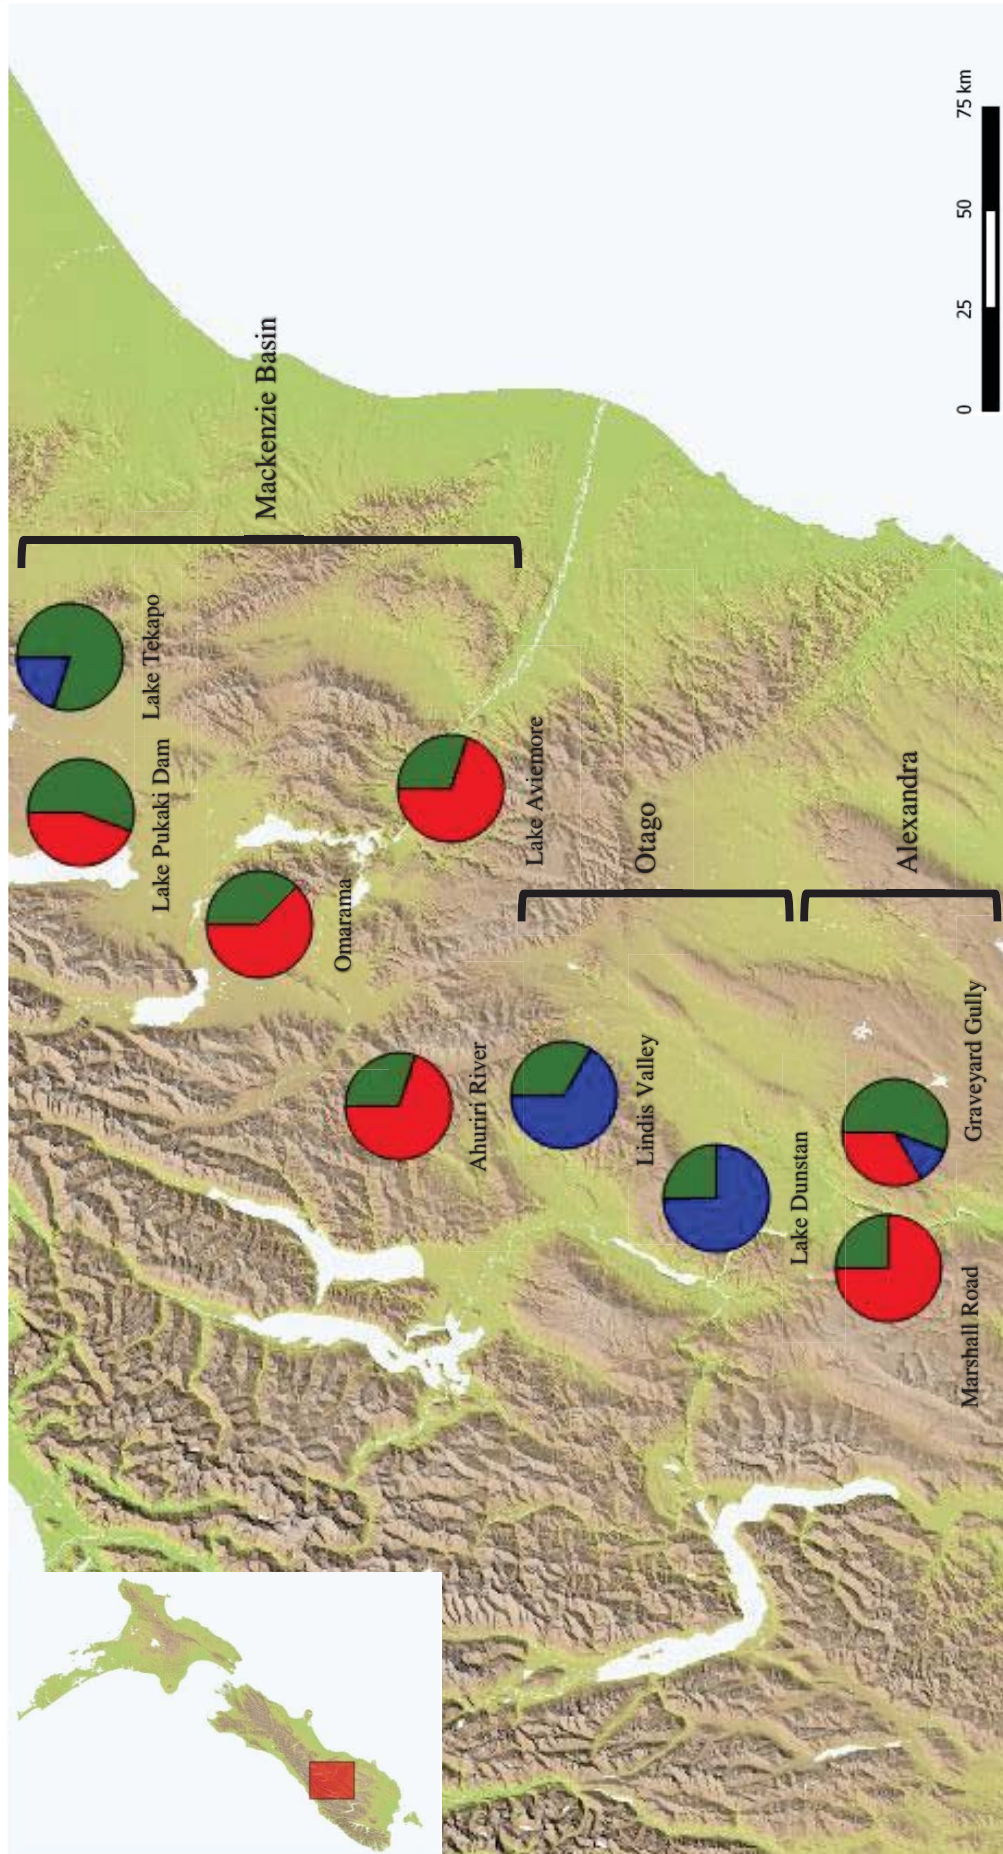 Lake Tekapo
Lake Pukaki Dam
Mackenzie Basin
Omarama
Lake Aviemore
Ahuriri River
Lindis Valley
Otago
Lake Dunstan
Alexandra
Graveyard Gully
Marshall Road
0 25 50 75 km